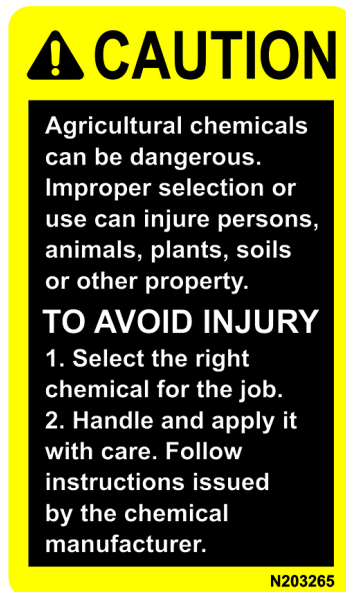 CAUTION
Agricultural chemicals
can be dangerous.
Improper selection or
use can injure persons,
animals, plants, soils
or other property.
TO AVOID INJURY
1. Select the right
chemical for the job.
2. Handle and apply it
with care. Follow
instructions issued
by the chemical
manufacturer.
N203265